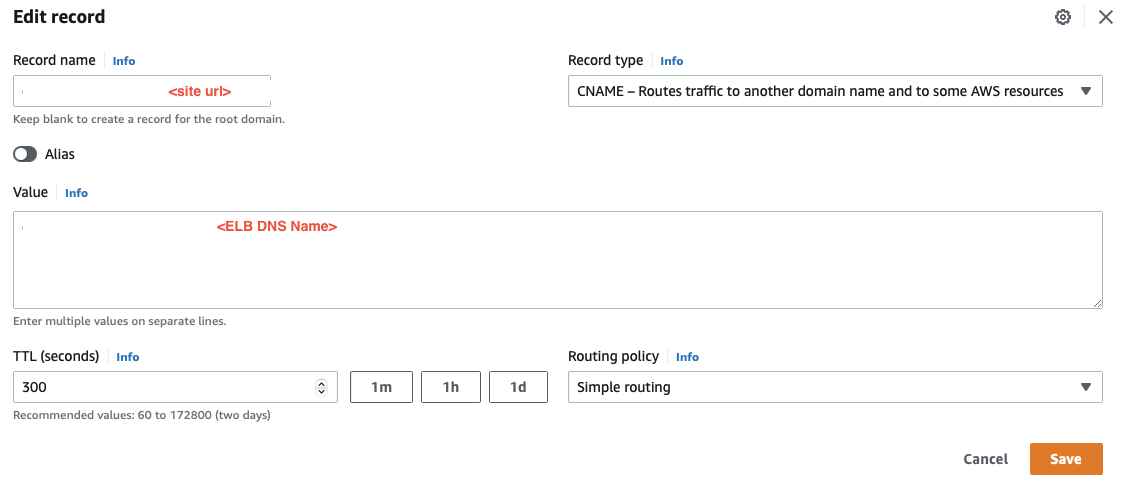 Edit record
Record name Info
Record type Info
<site url>
CNAME – Routes traffic to another domain name and to some AWS resources
Keep blank to create a record for the root domain.
Alias
Value Info
<ELB DNS Name>
Enter multiple values on separate lines.
TTL (seconds) Info
Routing policy Info
300
1m
1h
1d
Simple routing
Recommended values: 60 to 172800 (two days)
Cancel
Save